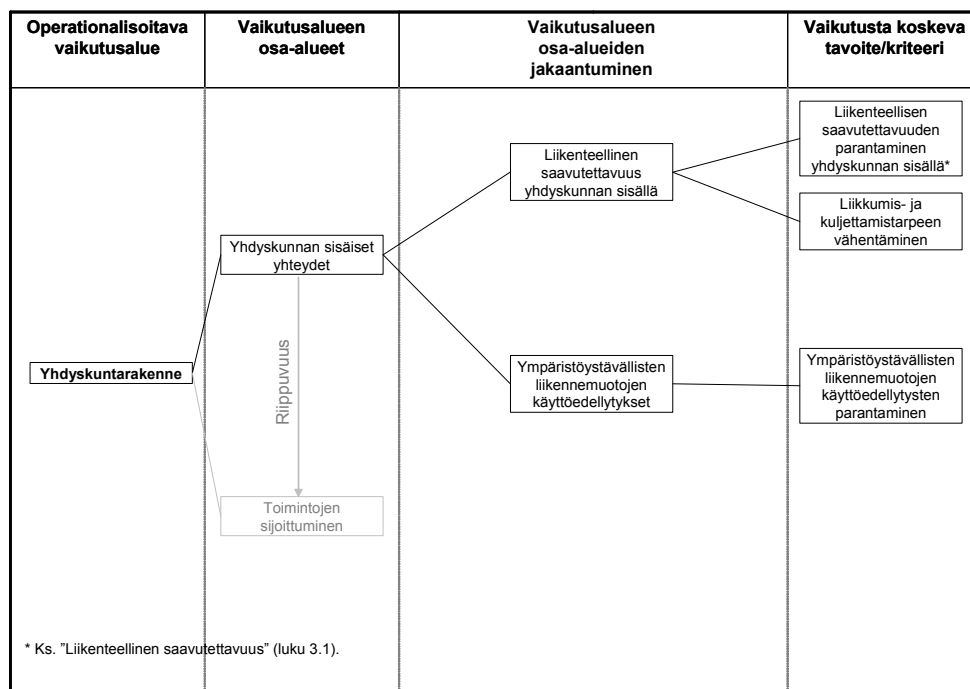 Operationalisoitava
vaikutusalue
Vaikutusalueen
osa-alueet
Vaikutusalueen
osa-alueiden
jakaantuminen
Vaikutusta koskeva
tavoite/kriteeri
Yhdyskuntarakenne
Yhdyskunnan sisäiset
yhteydet
Riippuvuus
Toimintojen
sijoittuminen
Liikenteellinen
saavutettavuus
yhdyskunnan sisällä
Ympäristöystävällisten
liikennemuotojen
käyttöedellytykset
Liikenteellisen
saavutettavuuden
parantaminen
yhdyskunnan sisällä*
Liikkumis- ja
kuljettamistarpeen
vähentäminen
Ympäristöystävällisten
liikennemuotojen
käyttöedellytysten
parantaminen
* Ks. ”Liikenteellinen saavutettavuus” (luku 3.1).